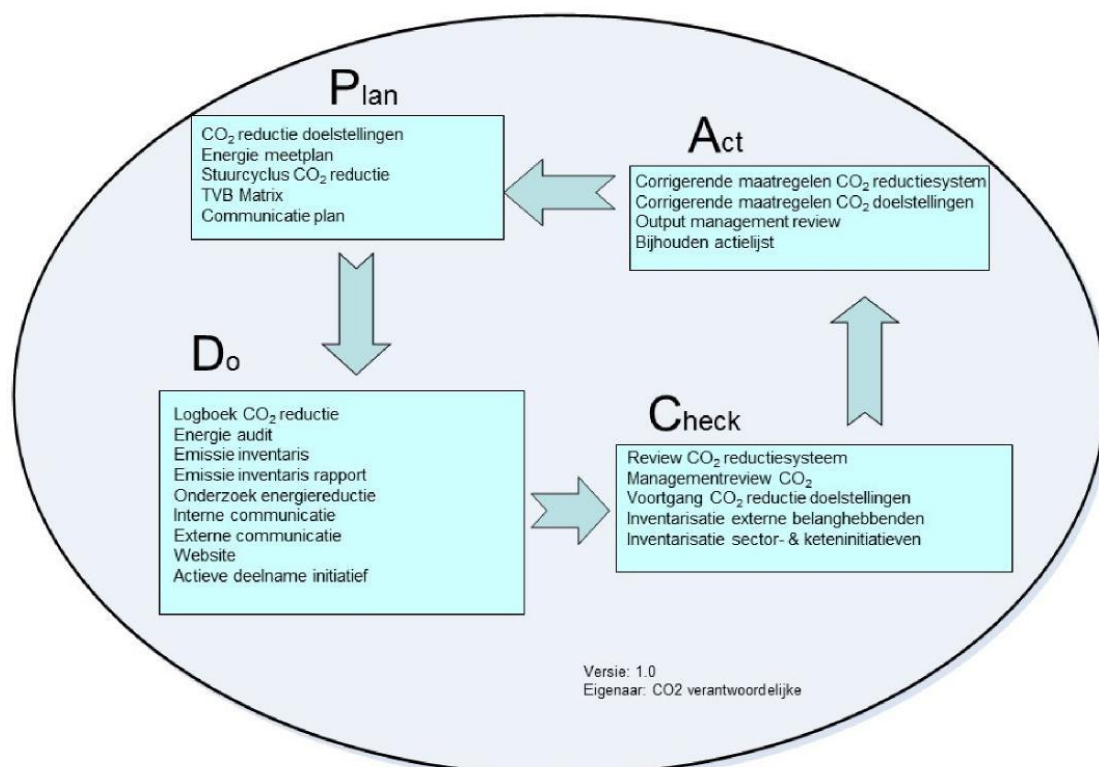 Plan
CO₂ reductie doelstellingen
Energie meetplan
Stuurcyclus CO₂ reductie
TVB Matrix
Communicatie plan
Act
Corrigerende maatregelen CO₂ reductiesystem
Corrigerende maatregelen CO₂ doelstellingen
Output management review
Bijhouden actielijst
Do
Logboek CO₂ reductie
Energie audit
Emissie inventaris
Emissie inventaris rapport
Onderzoek energiereductie
Interne communicatie
Externe communicatie
Website
Actieve deelname initiatief
Check
Review CO₂ reductiesysteem
Managementreview CO₂
Voortgang CO₂ reductie doelstellingen
Inventarisatie externe belanghebbenden
Inventarisatie sector- & keteninitiatieven
Versie: 1.0
Eigenaar: CO2 verantwoordelijke